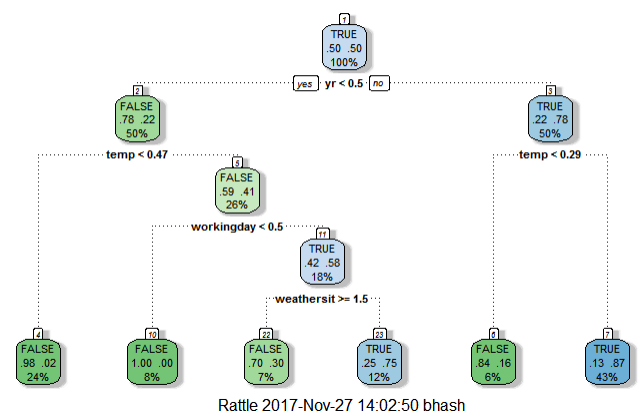 1
TRUE
.50 .50
100%
yes yr < 0.5 no
2 3
FALSE TRUE
.78 .22 .22 .78
50% 50%
temp < 0.47 temp < 0.29
5
FALSE
.59 .41
26%
workingday < 0.5
11
TRUE
.42 .58
18%
weathersit >= 1.5
4 10 22 23 6 7
FALSE FALSE FALSE TRUE FALSE TRUE
.98 .02 1.00 .00 .70 .30 .25 .75 .84 .16 .13 .87
24% 8% 7% 12% 6% 43%
Rattle 2017-Nov-27 14:02:50 bhash